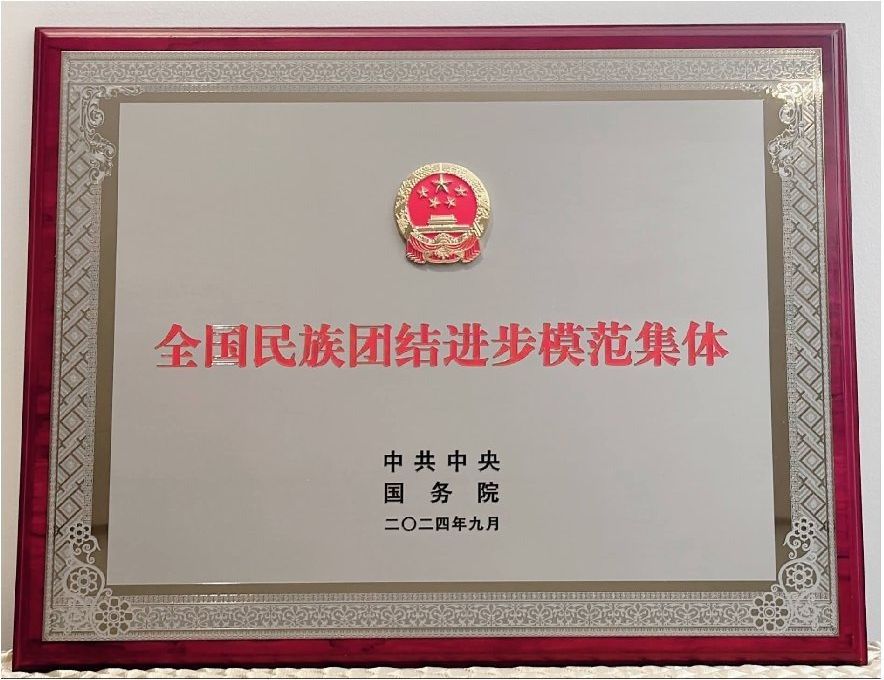 全国民族团结进步模范集体
中共中央
国务院
二〇二四年九月